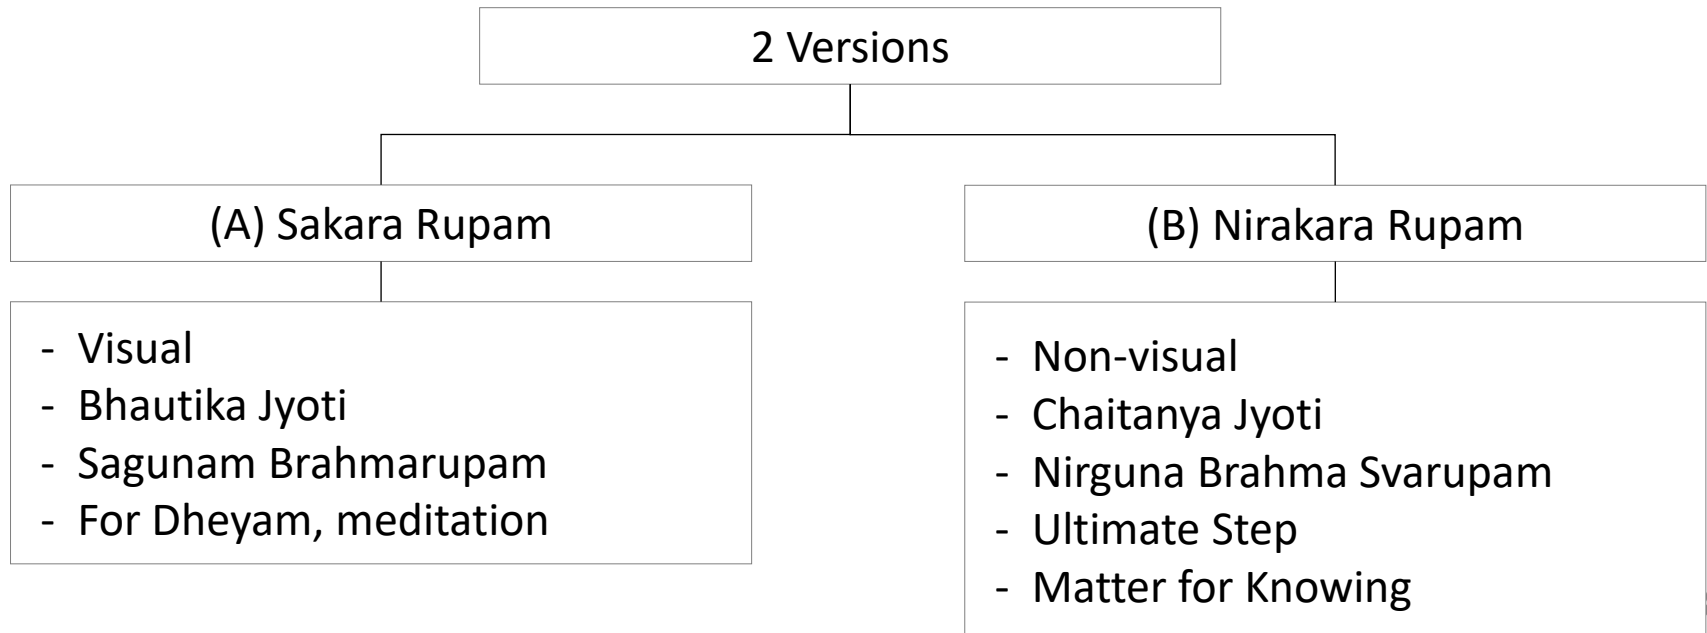 2 Versions
(A) Sakara Rupam
- Visual
- Bhautika Jyoti
- Sagunam Brahmarupam
- For Dheyam, meditation
(B) Nirakara Rupam
- Non-visual
- Chaitanya Jyoti
- Nirguna Brahma Svarupam
- Ultimate Step
- Matter for Knowing